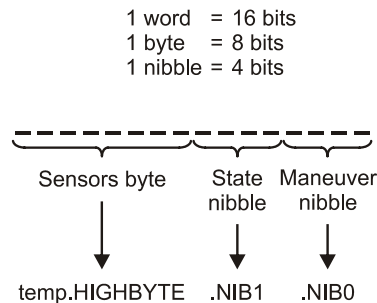 1 word = 16 bits
1 byte = 8 bits
1 nibble = 4 bits
Sensors byte State nibble Maneuver nibble
temp.HIGHBYTE .NIB1 .NIB0